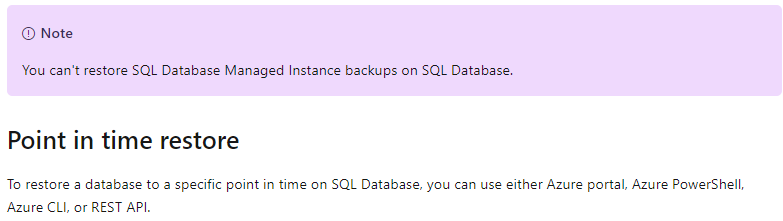 Note
You can't restore SQL Database Managed Instance backups on SQL Database.
Point in time restore
To restore a database to a specific point in time on SQL Database, you can use either Azure portal, Azure PowerShell,
Azure CLI, or REST API.